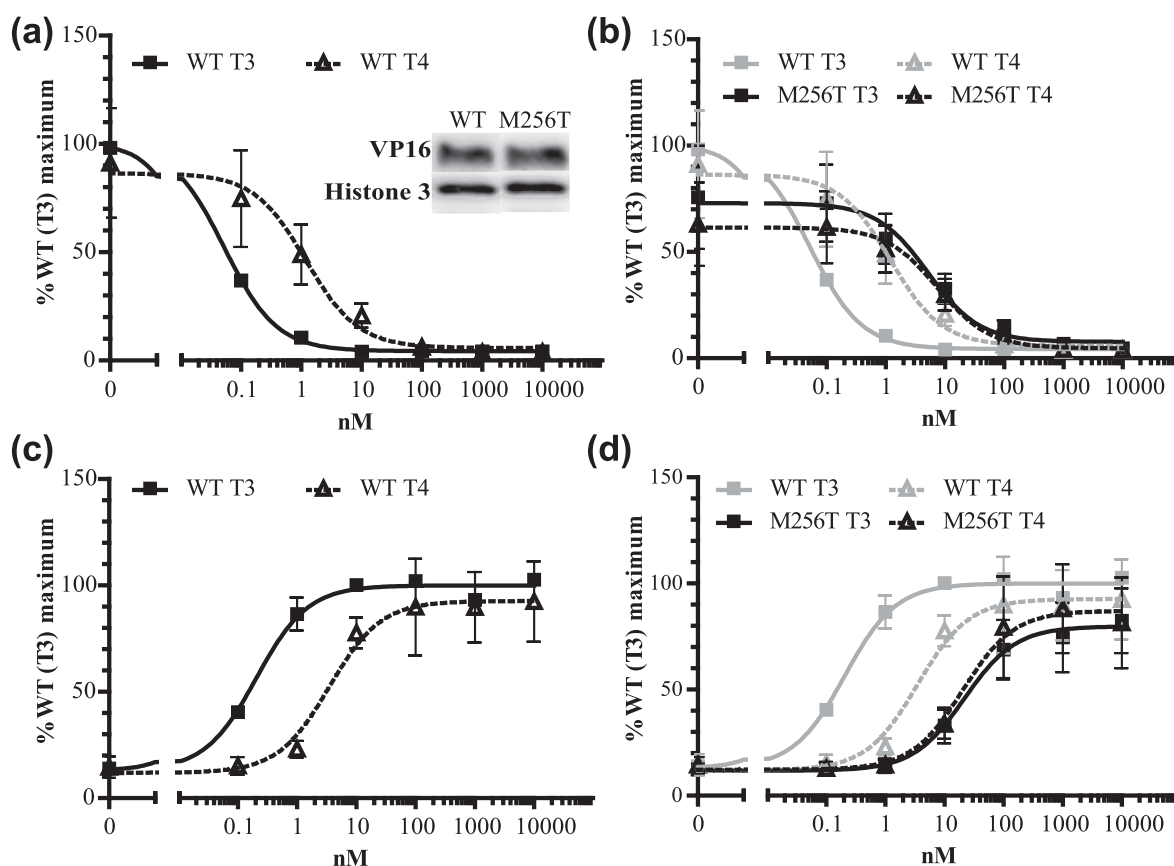 (a)
150
100
50
0
%WT (T3) maximum
WT T3 WT T4
WT M256T
VP16
Histone 3
0 0.1 1 10 100 1000 10000
nM
(b)
150
100
50
0
%WT (T3) maximum
WT T3 WT T4
M256T T3 M256T T4
0 0.1 1 10 100 1000 10000
nM
(c)
150
100
50
0
%WT (T3) maximum
WT T3 WT T4
0 0.1 1 10 100 1000 10000
nM
(d)
150
100
50
0
%WT (T3) maximum
WT T3 WT T4
M256T T3 M256T T4
0 0.1 1 10 100 1000 10000
nM